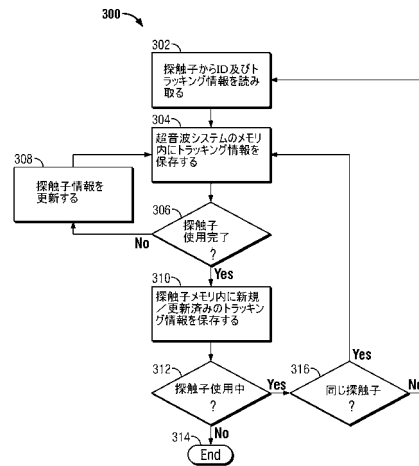 300
302
探触子からID及び
トラッキング情報を読み
取る
304
超音波システムのメモリ
内にトラッキング情報を
保存する
308
探触子情報を
更新する
306
探触子
使用完了
?
No
Yes
310
探触子メモリ内に新規
/更新済みのトラッキン
グ情報を保存する
312
探触子使用中
?
Yes
No
316
同じ探触子
?
Yes
No
314
End